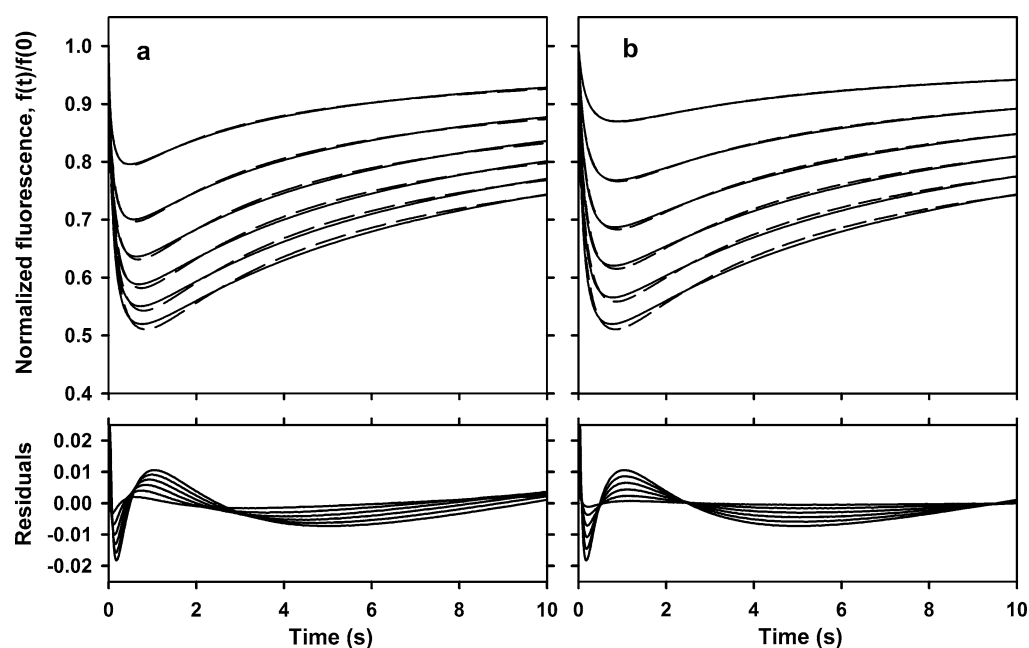 a
b
Normalized fluorescence, f(t)/f(0)
1.0
0.9
0.8
0.7
0.6
0.5
0.4
Residuals
0.02
0.01
0.00
-0.01
-0.02
0 2 4 6 8 10
0 2 4 6 8 10
Time (s)
Time (s)